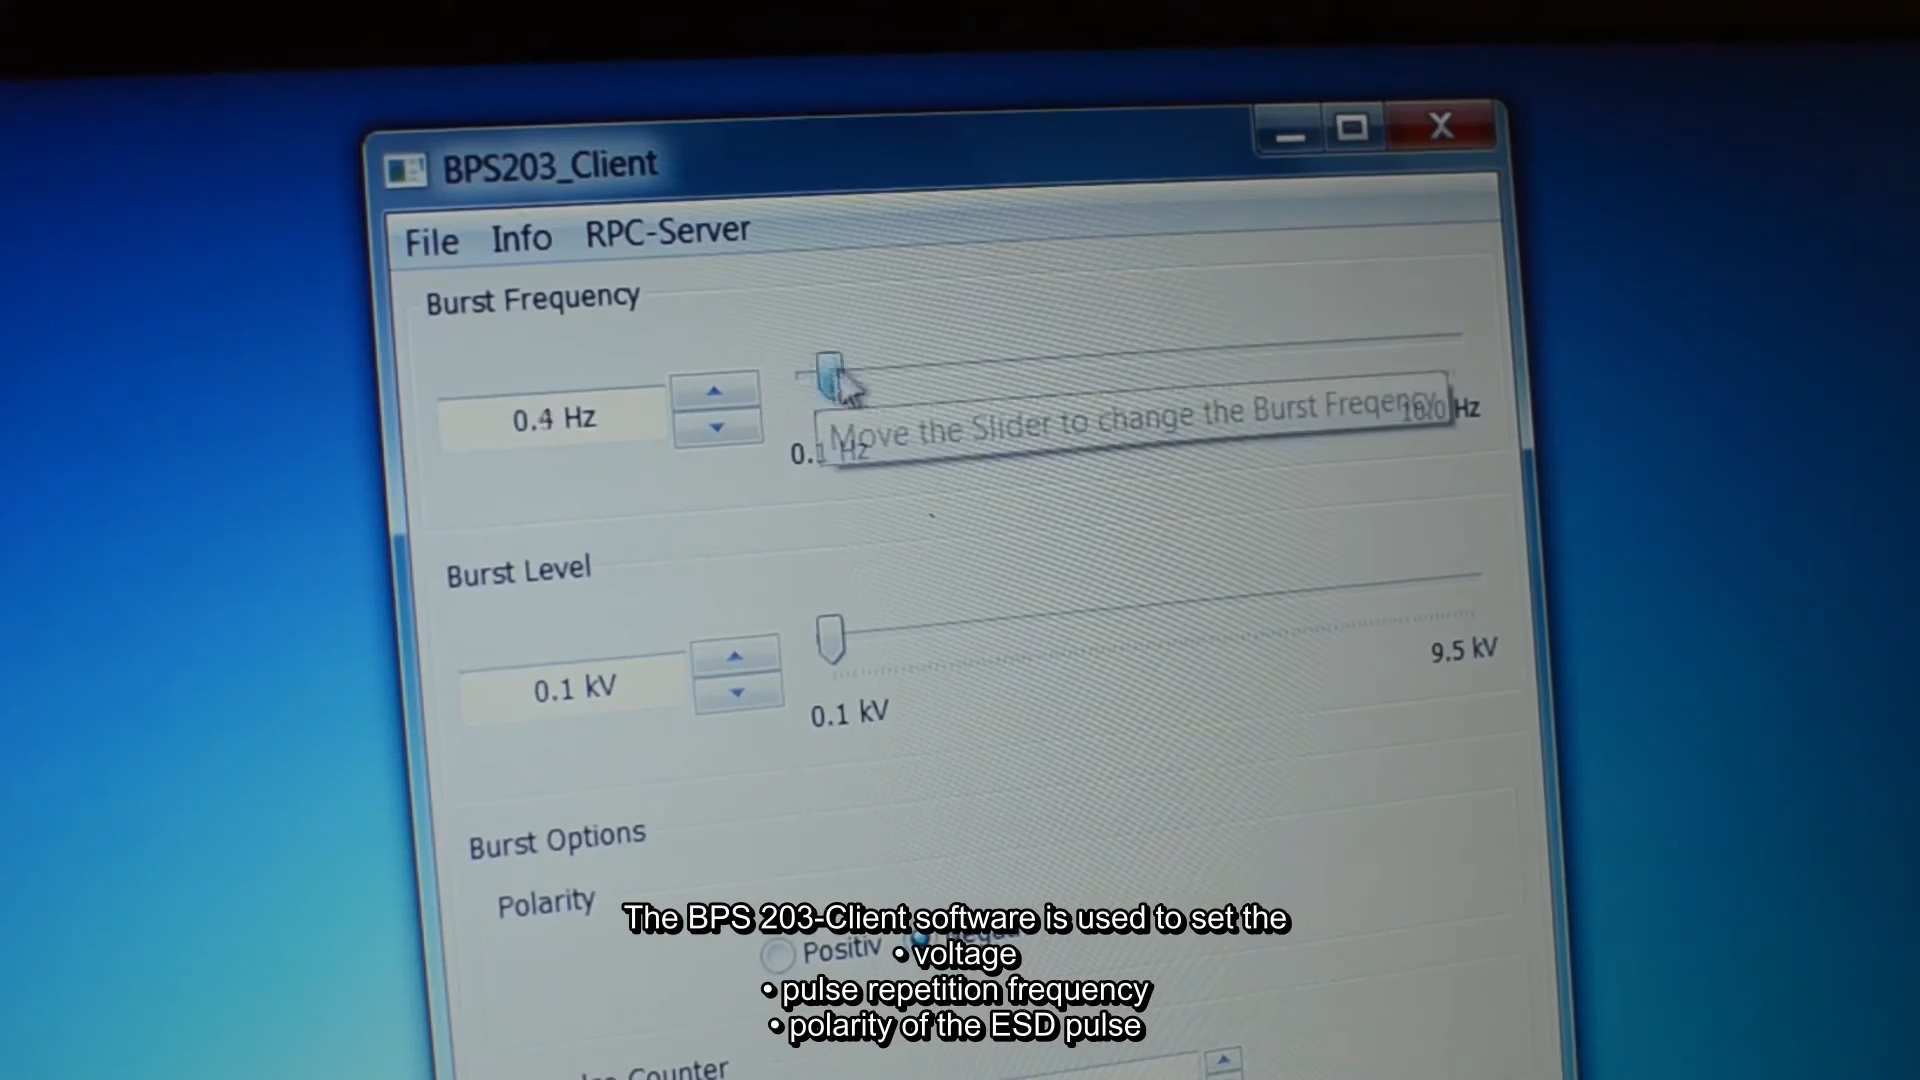 BPS203_Client
File Info RPC-Server
Burst Frequency
0.4 Hz
Move the Slider to change the Burst Freqency
0.1 Hz
10.0 Hz
Burst Level
0.1 kV
9.5 kV
0.1 kV
Burst Options
Polarity
Positiv
The BPS 203-Client software is used to set the
• voltage
• pulse repetition frequency
• polarity of the ESD pulse
Counter